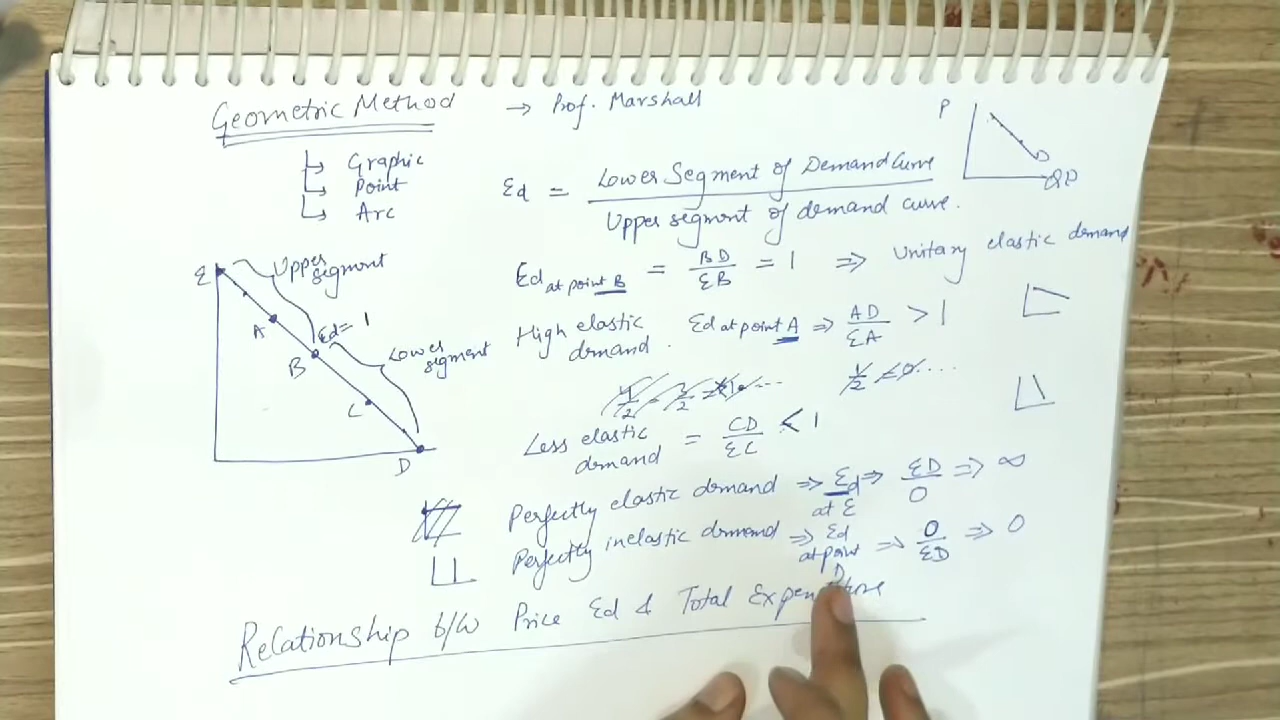 Geometric Method → Prof. Marshall
Graphic
Point
Arc
Ed = Lower Segment of Demand Curve
Upper segment of demand curve.
P
D
QD
E
Upper segment
A
Ed= 1
B
Lower segment
C
D
Ed at point B = BD/EB = 1 ⇒ Unitary elastic demand
High elastic demand. Ed at point A ⇒ AD/EA > 1
Less elastic demand = CD/EC < 1
Perfectly elastic demand ⇒ Ed at E ⇒ ED/0 ⇒ ∞
Perfectly inelastic demand ⇒ Ed at point D ⇒ 0/ED ⇒ 0
Relationship b/w Price Ed & Total Expenditure